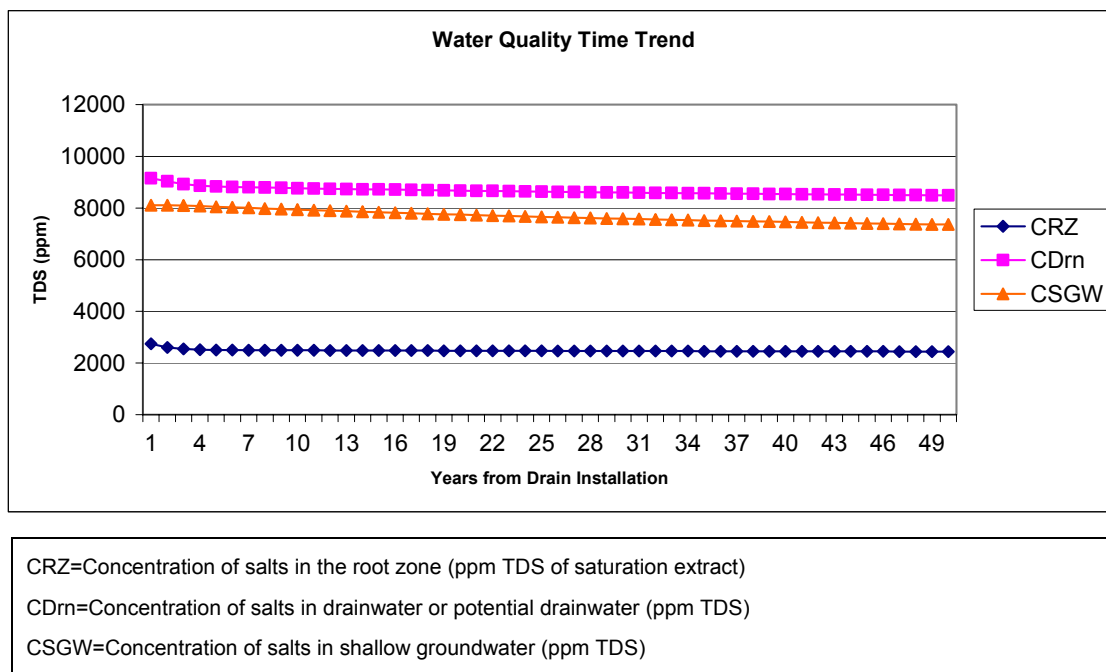 Water Quality Time Trend
12000
10000
8000
6000
4000
2000
0
TDS (ppm)
1 4 7 10 13 16 19 22 25 28 31 34 37 40 43 46 49
Years from Drain Installation
CRZ
CDrn
CSGW
CRZ=Concentration of salts in the root zone (ppm TDS of saturation extract)
CDrn=Concentration of salts in drainwater or potential drainwater (ppm TDS)
CSGW=Concentration of salts in shallow groundwater (ppm TDS)